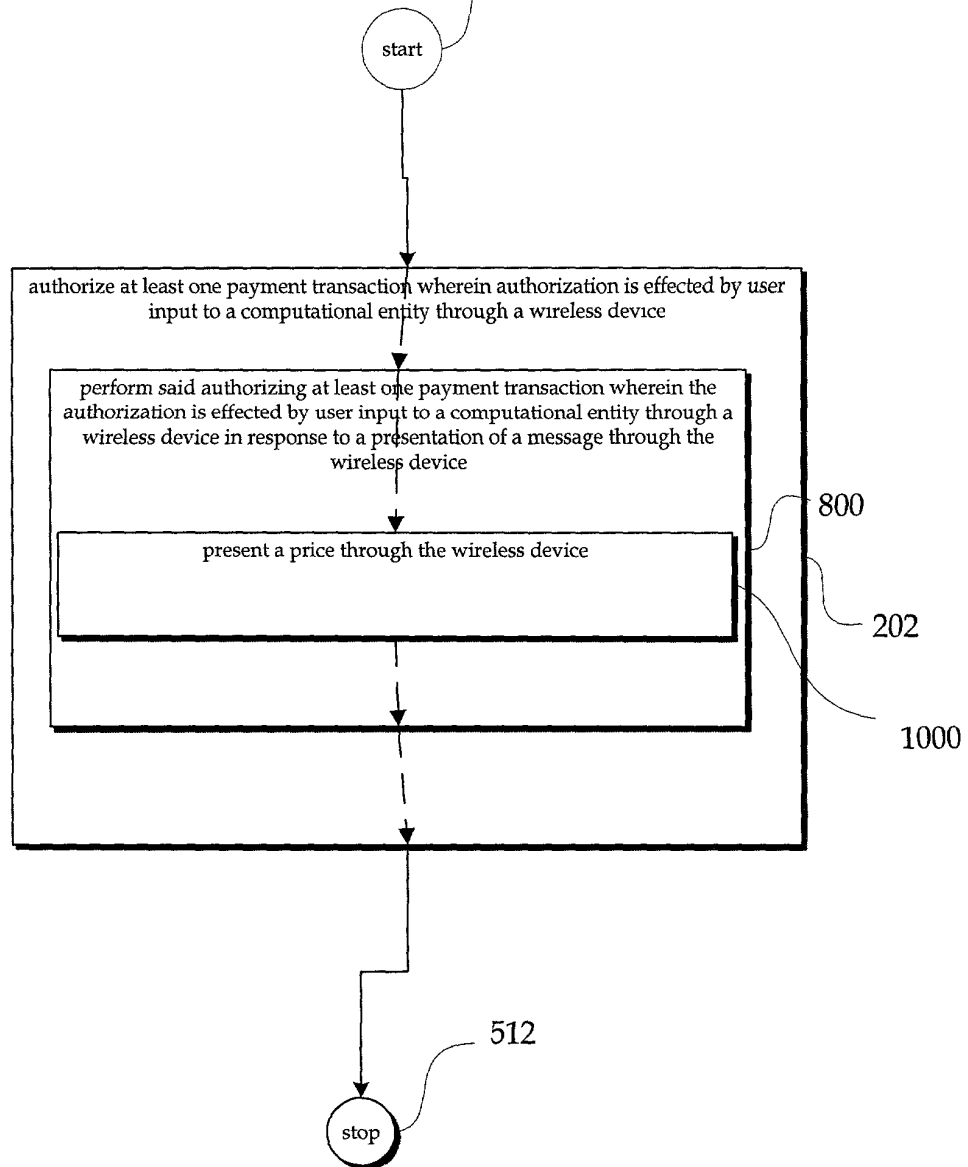 start
authorize at least one payment transaction wherein authorization is effected by user
input to a computational entity through a wireless device
perform said authorizing at least one payment transaction wherein the
authorization is effected by user input to a computational entity through a
wireless device in response to a presentation of a message through the
wireless device
800
present a price through the wireless device
202
1000
512
stop